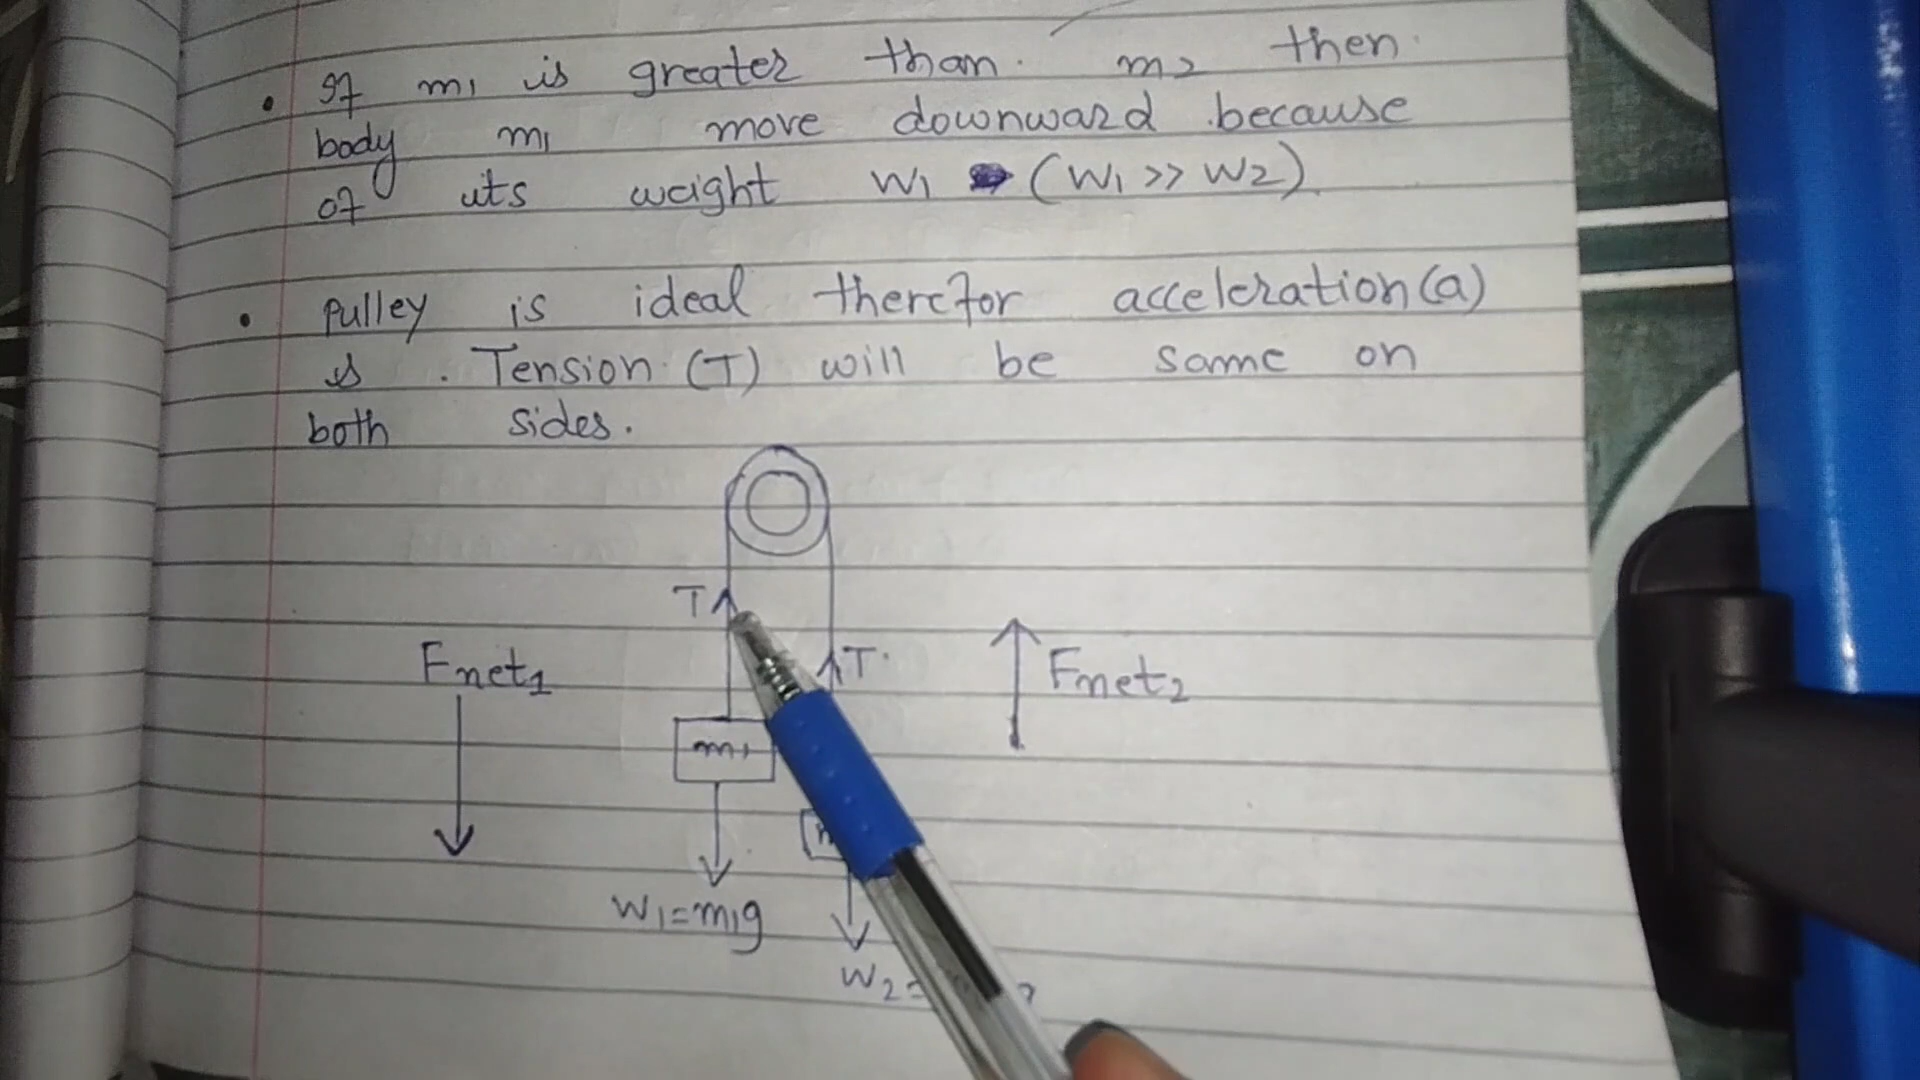 • If m1 is greater than m2 then
body m1 move downward because
of its weight W1 (W1 >> W2).
• Pulley is ideal therefor acceleration(a)
is . Tension (T) will be same on
both sides.
T
T
Fnet1
Fnet2
m1
W1=m1g
W2=